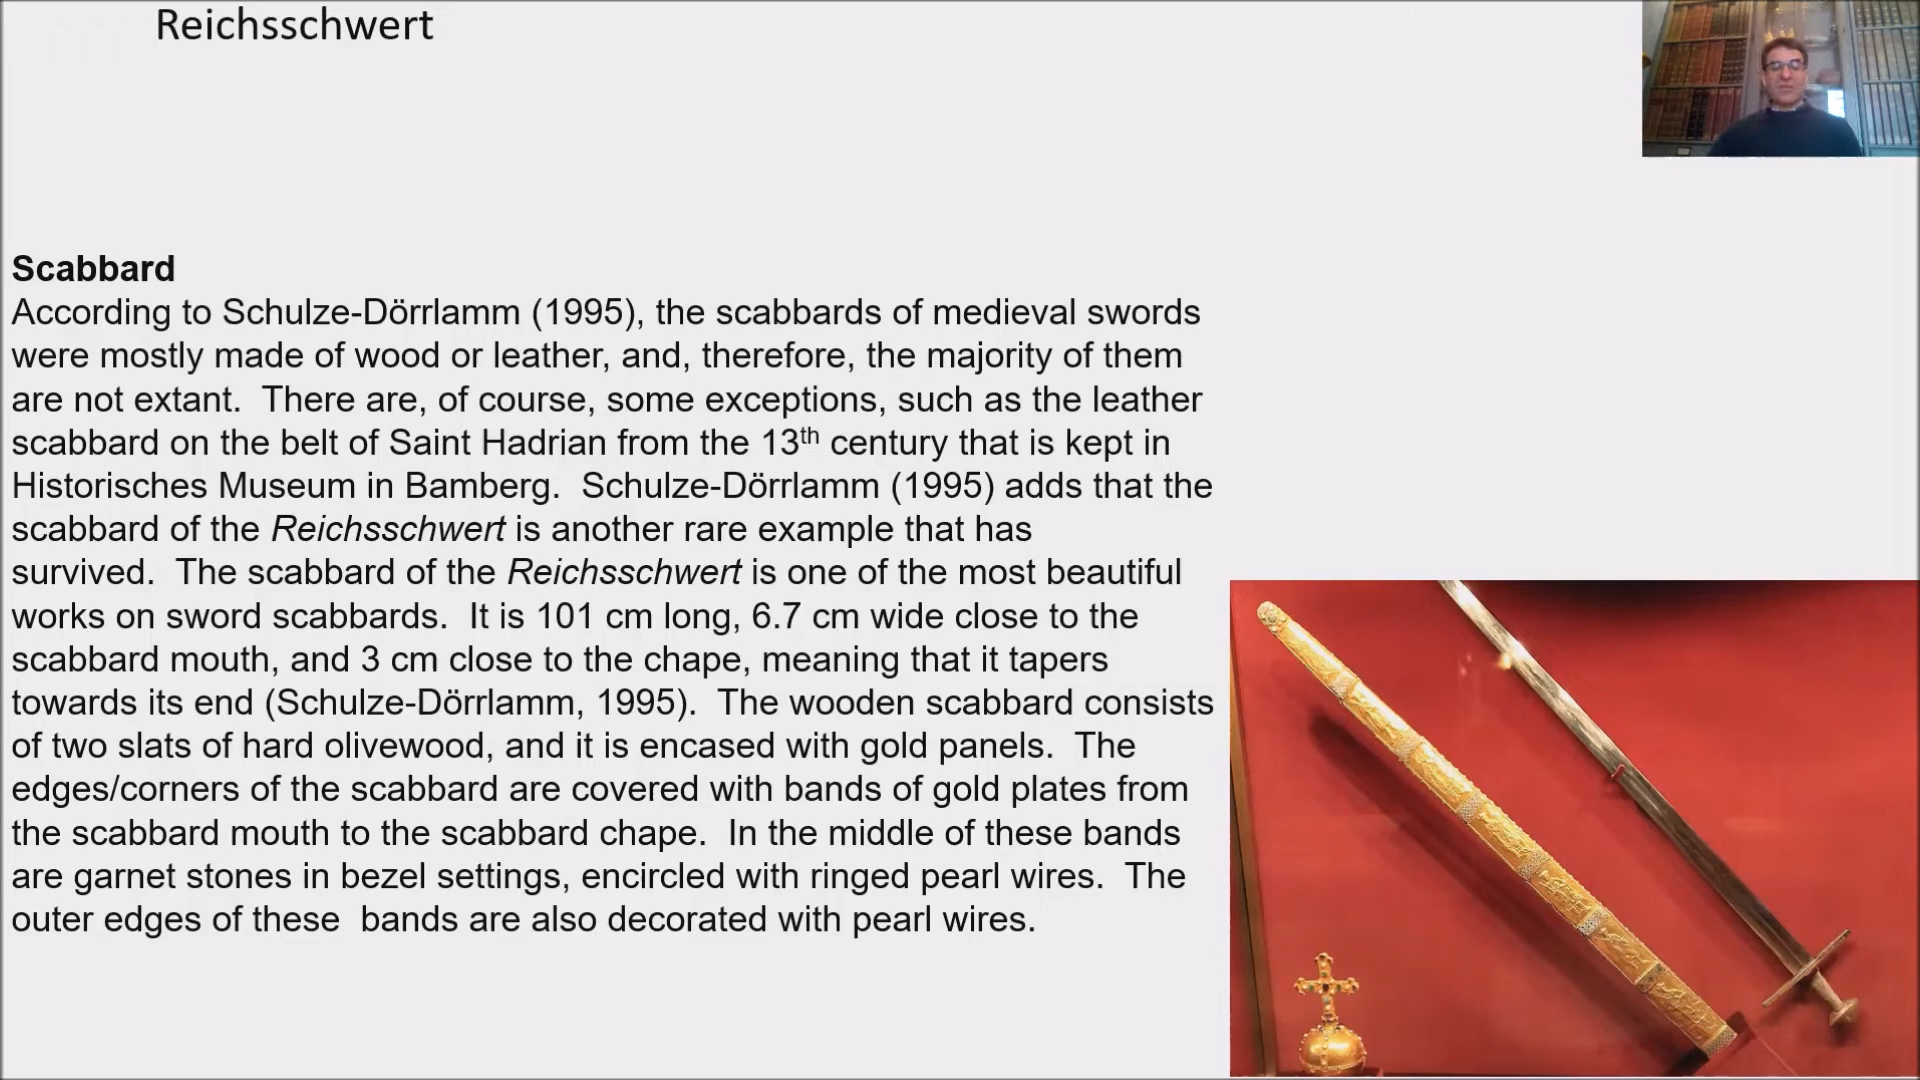 Reichsschwert
Scabbard
According to Schulze-Dörrlamm (1995), the scabbards of medieval swords
were mostly made of wood or leather, and, therefore, the majority of them
are not extant.  There are, of course, some exceptions, such as the leather
scabbard on the belt of Saint Hadrian from the 13th century that is kept in
Historisches Museum in Bamberg.  Schulze-Dörrlamm (1995) adds that the
scabbard of the Reichsschwert is another rare example that has
survived.  The scabbard of the Reichsschwert is one of the most beautiful
works on sword scabbards.  It is 101 cm long, 6.7 cm wide close to the
scabbard mouth, and 3 cm close to the chape, meaning that it tapers
towards its end (Schulze-Dörrlamm, 1995).  The wooden scabbard consists
of two slats of hard olivewood, and it is encased with gold panels.  The
edges/corners of the scabbard are covered with bands of gold plates from
the scabbard mouth to the scabbard chape.  In the middle of these bands
are garnet stones in bezel settings, encircled with ringed pearl wires.  The
outer edges of these  bands are also decorated with pearl wires.